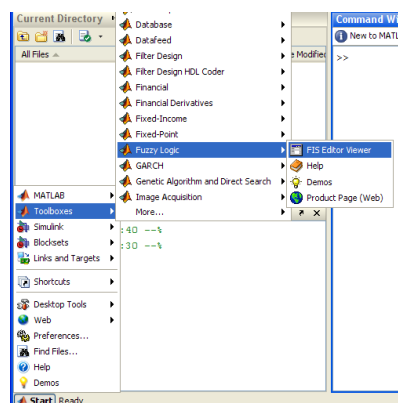 Current Directory
Command Wi
New to MATL
All Files
e Modified
>>
Database
Datafeed
Filter Design
Filter Design HDL Coder
Financial
Financial Derivatives
Fixed-Income
Fixed-Point
Fuzzy Logic
GARCH
Genetic Algorithm and Direct Search
Image Acquisition
More...
FIS Editor Viewer
Help
Demos
Product Page (Web)
MATLAB
Toolboxes
Simulink
Blocksets
Links and Targets
Shortcuts
Desktop Tools
Web
Preferences...
Find Files...
Help
Demos
:40 --%
:30 --%
Start Ready